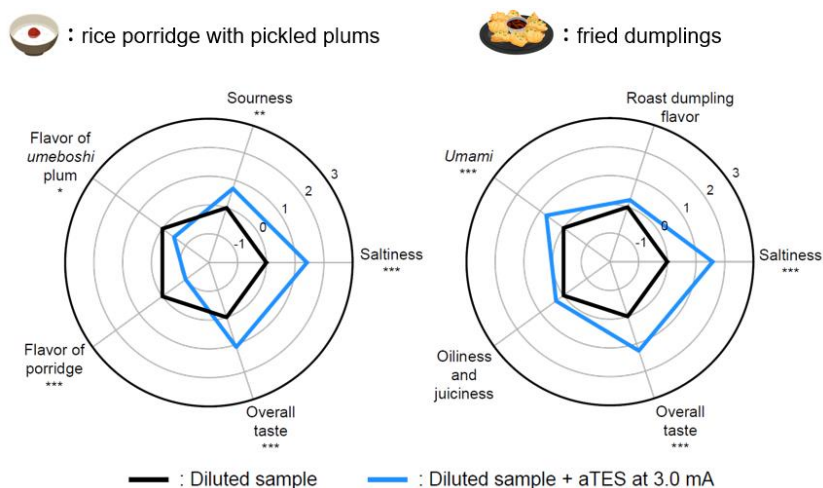 : rice porridge with pickled plums
: fried dumplings
Sourness
**
Flavor of
umeboshi
plum
*
3
2
1
0
-1
Saltiness
***
Flavor of
porridge
***
Overall
taste
***
Roast dumpling
flavor
Umami
***
3
2
1
0
-1
Saltiness
***
Oiliness
and
juiciness
Overall
taste
***
: Diluted sample
: Diluted sample + aTES at 3.0 mA